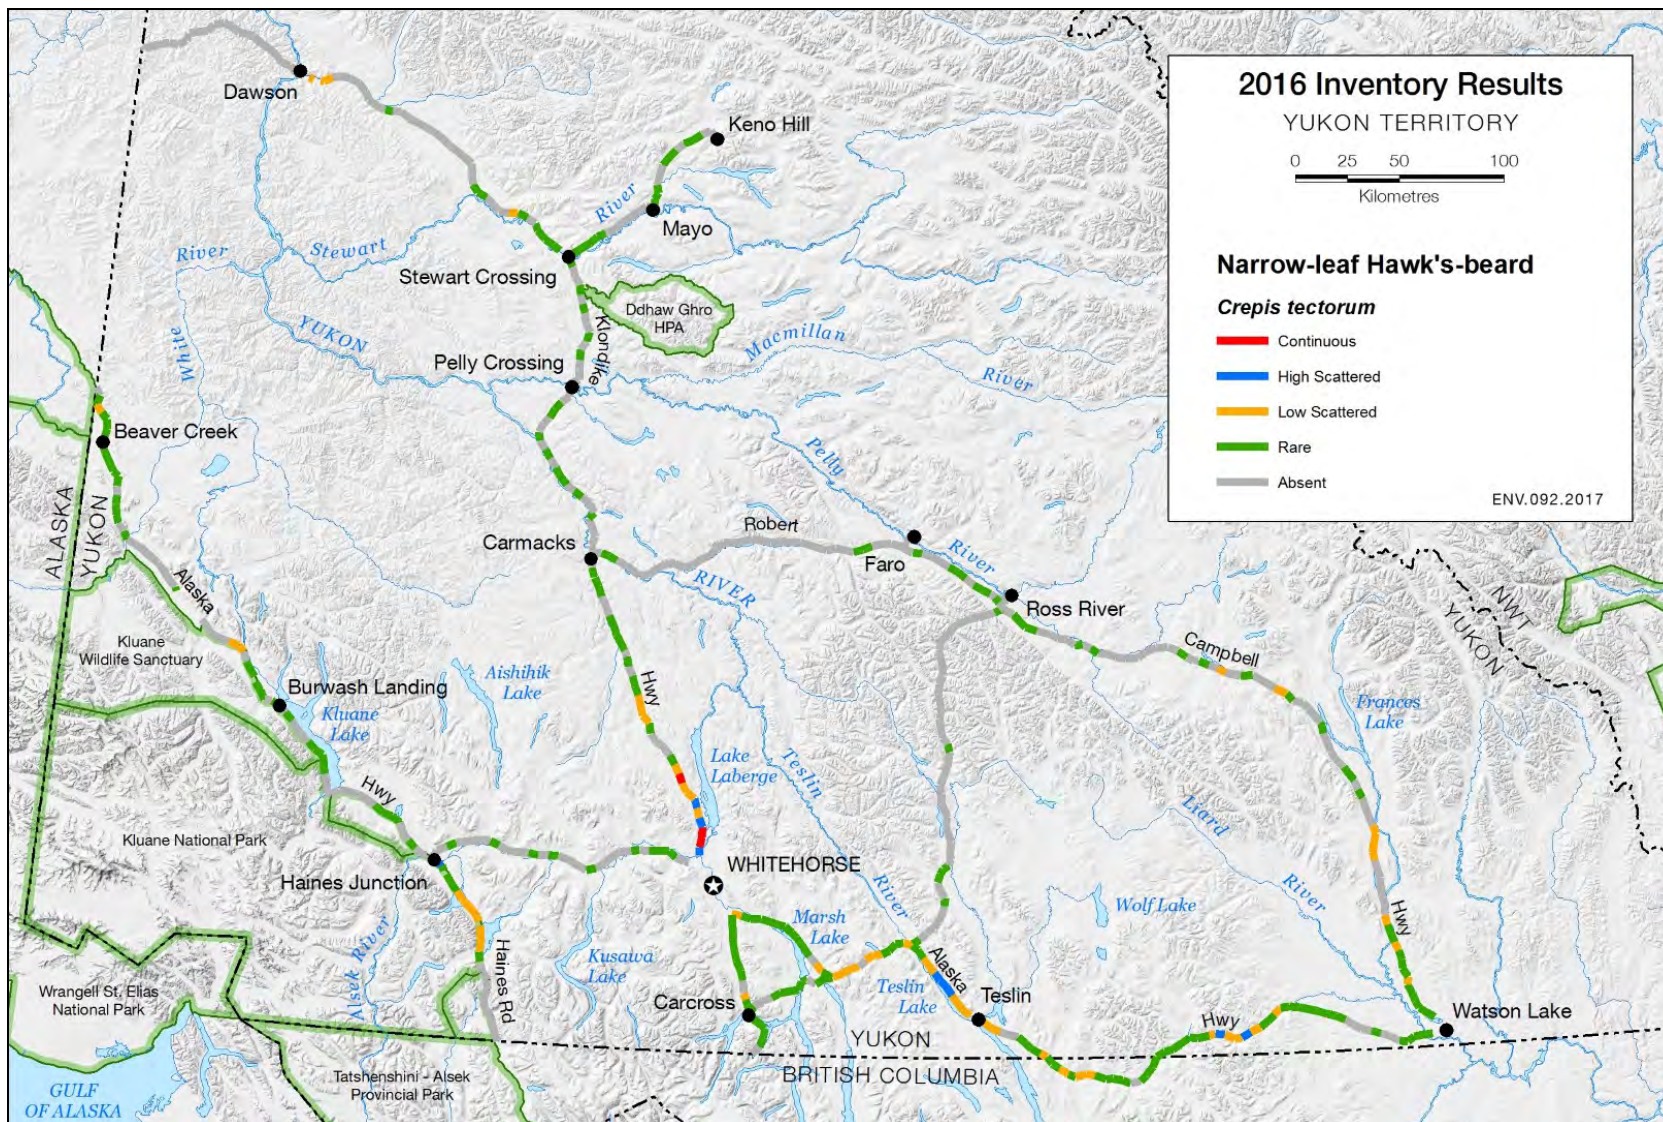 2016 Inventory Results
YUKON TERRITORY
0 25 50 100
Kilometres
Narrow-leaf Hawk's-beard
Crepis tectorum
Continuous
High Scattered
Low Scattered
Rare
Absent
ENV.092.2017
Dawson
Keno Hill
Mayo
River
Stewart
River
Stewart Crossing
Ddhaw Ghro
HPA
White
YUKON
Klondike
Macmillan
River
Pelly Crossing
Beaver Creek
Pelly
ALASKA
YUKON
Carmacks
Robert
Faro
River
RIVER
Ross River
NWT
YUKON
Alaska
Kluane
Wildlife Sanctuary
Campbell
Aishihik
Lake
Hwy
Burwash Landing
Kluane
Lake
Frances
Lake
Lake
Laberge
Teslin
Hwy
Liard
Kluane National Park
WHITEHORSE
Haines Junction
River
River
Wolf Lake
Marsh
Lake
Hwy
Alsek River
Haines Rd
Kusawa
Lake
Alaska
Teslin
Lake
Teslin
Wrangell St. Elias
National Park
Carcross
Hwy
Watson Lake
YUKON
BRITISH COLUMBIA
Tatshenshini - Alsek
Provincial Park
GULF
OF ALASKA